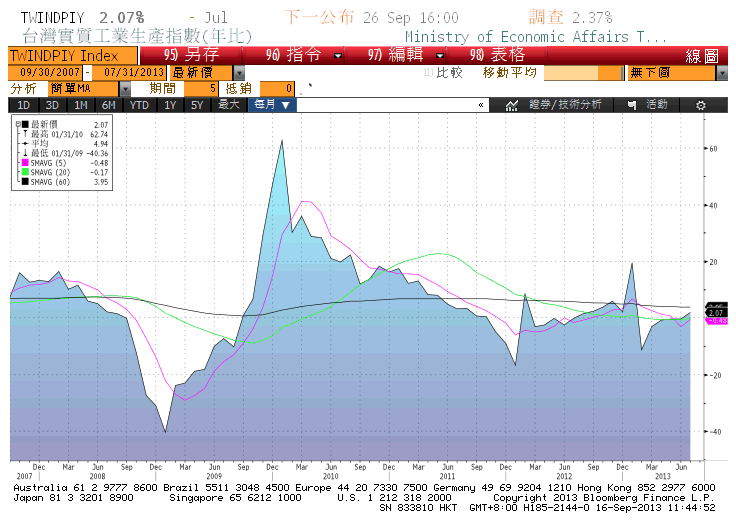 TWINDPIY 2.07% - Jul 下一公布 26 Sep 16:00 調查 2.37%
台灣實質工業生產指數(年比) Ministry of Economic Affairs T...
TWINDPIY Index 95) 另存 96) 指令 97) 編輯 98) 表格 線圖
09/30/2007 - 07/31/2013 最新價 比較 移動平均 無下圖
分析 簡單MA 期間 5 抵銷 0
1D 3D 1M 6M YTD 1Y 5Y 最大 每月 ▼ « 證券/技術分析 活動
最新價 2.07
最高 01/31/10 62.74
平均 4.94
最低 01/31/09 -40.36
SMAVG (5) -0.48
SMAVG (20) -0.17
SMAVG (60) 3.95
60
40
20
2.07
-20
-40
Dec Mar Jun Sep Dec Mar Jun Sep Dec Mar Jun Sep Dec Mar Jun Sep Dec Mar Jun Sep Dec Mar Jun
2007 2008 2009 2010 2011 2012 2013
Australia 61 2 9777 8600 Brazil 5511 3048 4500 Europe 44 20 7330 7500 Germany 49 69 9204 1210 Hong Kong 852 2977 6000
Japan 81 3 3201 8900 Singapore 65 6212 1000 U.S. 1 212 318 2000 Copyright 2013 Bloomberg Finance L.P.
SN 833810 HKT GMT+8:00 H185-2144-0 16-Sep-2013 11:44:52